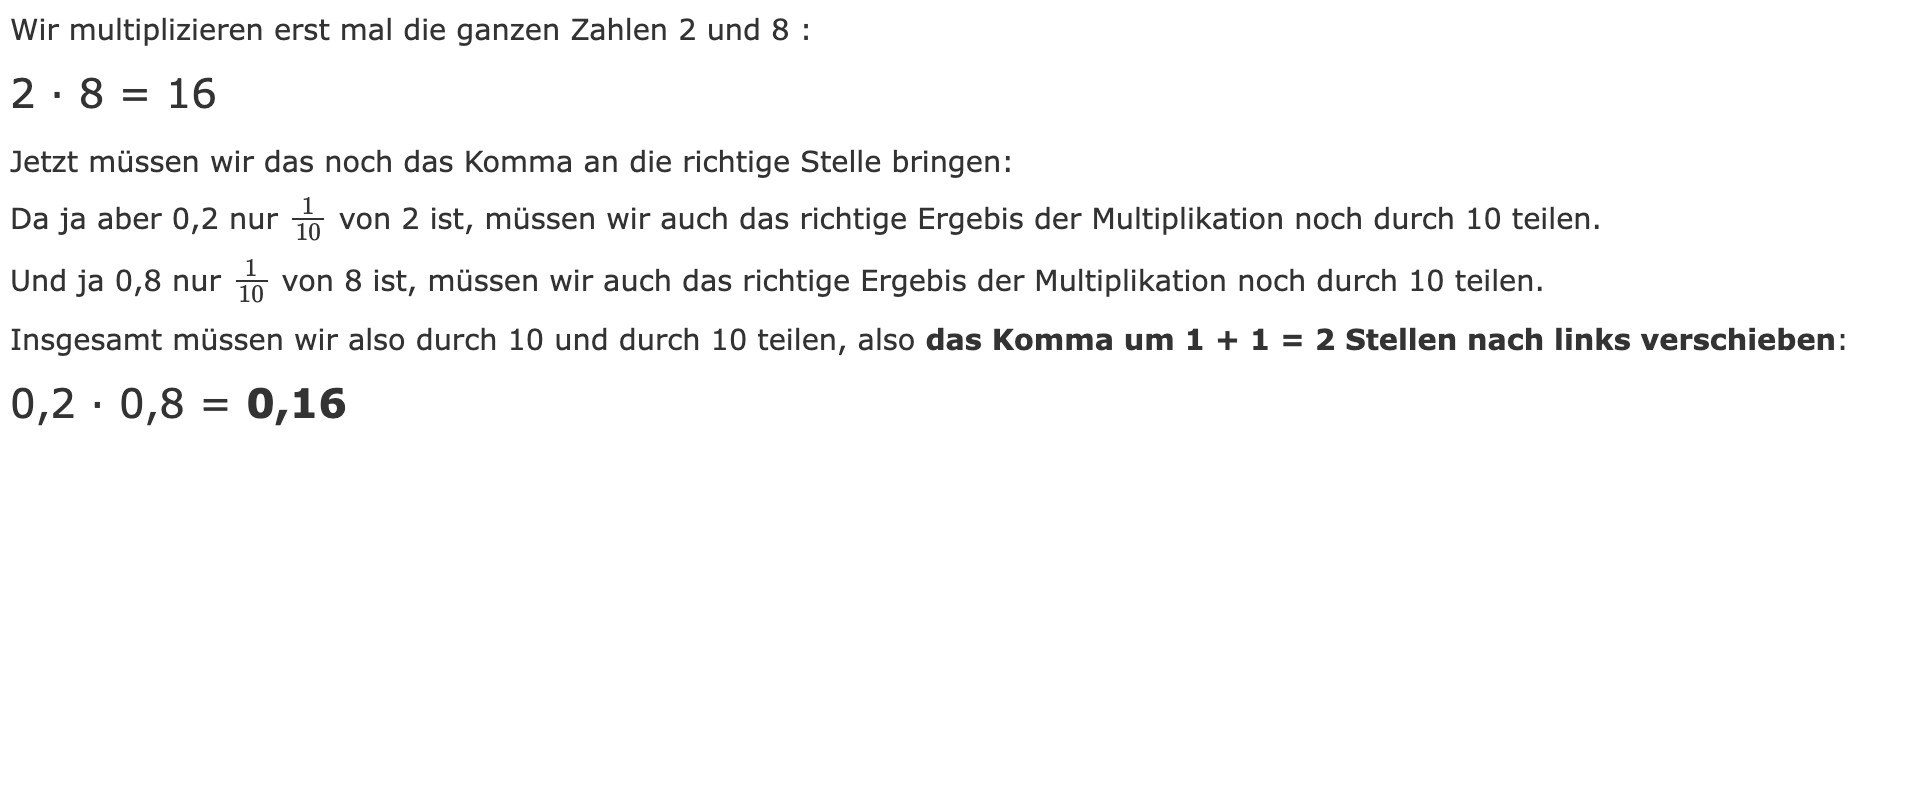 Wir multiplizieren erst mal die ganzen Zahlen 2 und 8 :
2 · 8 = 16
Jetzt müssen wir das noch das Komma an die richtige Stelle bringen:
Da ja aber 0,2 nur 1/10 von 2 ist, müssen wir auch das richtige Ergebis der Multiplikation noch durch 10 teilen.
Und ja 0,8 nur 1/10 von 8 ist, müssen wir auch das richtige Ergebis der Multiplikation noch durch 10 teilen.
Insgesamt müssen wir also durch 10 und durch 10 teilen, also das Komma um 1 + 1 = 2 Stellen nach links verschieben:
0,2 · 0,8 = 0,16